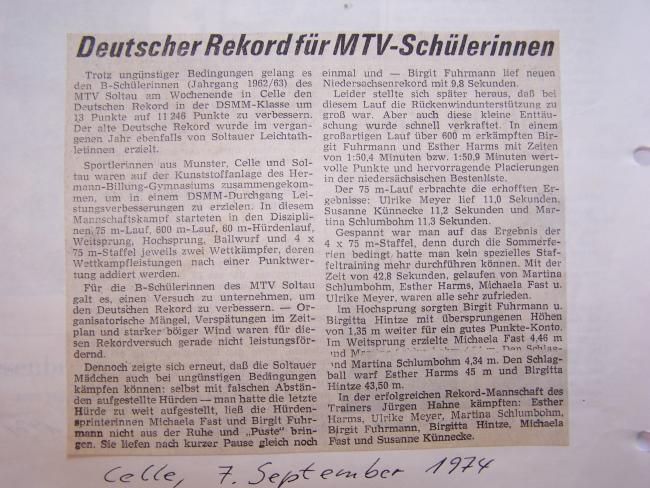 Deutscher Rekord für MTV-Schülerinnen
Trotz ungünstiger Bedingungen gelang es
den B-Schülerinnen (Jahrgang 1962/63) des
MTV Soltau am Wochenende in Celle den
Deutschen Rekord in der DSMM-Klasse um
13 Punkte auf 11 246 Punkte zu verbessern.
Der alte Deutsche Rekord wurde im vergan-
genen Jahr ebenfalls von Soltauer Leichtath-
letinnen erzielt.
Sportlerinnen aus Munster, Celle und Sol-
tau waren auf der Kunststoffanlage des Her-
mann-Billung-Gymnasiums zusammengekom-
men, um in einem DSMM-Durchgang Lei-
stungsverbesserungen zu erzielen. In diesem
Mannschaftskampf starteten in den Diszipli-
nen 75 m-Lauf, 600 m-Lauf, 60 m-Hürdenlauf,
Weitsprung, Hochsprung, Ballwurf und 4 x
75 m-Staffel jeweils zwei Wettkämpfer, deren
Wettkampfleistungen nach einer Punktwer-
tung addiert werden.
Für die B-Schülerinnen des MTV Soltau
galt es, einen Versuch zu unternehmen, um
den Deutschen Rekord zu verbessern. — Or-
ganisatorische Mängel, Verspätungen im Zeit-
plan und starker böiger Wind waren für die-
sen Rekordversuch gerade nicht leistungsför-
dernd.
Dennoch zeigte sich erneut, daß die Soltauer
Mädchen auch bei ungünstigen Bedingungen
kämpfen können: selbst mit falschen Abstän-
den aufgestellte Hürden — man hatte die letzte
Hürde zu weit aufgestellt, ließ die Hürden-
sprinterinnen Michaela Fast und Birgit Fuhr-
mann nicht aus der Ruhe und „Puste" brin-
gen. Sie liefen nach kurzer Pause gleich noch
einmal und — Birgit Fuhrmann lief neuen
Niedersachsenrekord mit 9,8 Sekunden.
Leider stellte sich später heraus, daß bei
diesem Lauf die Rückenwindunterstützung zu
groß war. Aber auch diese kleine Enttäu-
schung wurde schnell verkraftet. In einem
großartigen Lauf über 600 m erkämpften Bir-
git Fuhrmann und Esther Harms mit Zeiten
von 1:50,4 Minuten bzw. 1:50,9 Minuten wert-
volle Punkte und hervorragende Placierungen
in der niedersächsischen Bestenliste.
Der 75 m-Lauf erbrachte die erhofften Er-
gebnisse: Ulrike Meyer lief 11,0 Sekunden,
Susanne Künnecke 11,2 Sekunden und Mar-
tina Schlumbohm 11,3 Sekunden.
Gespannt war man auf das Ergebnis der
4 x 75 m-Staffel, denn durch die Sommerfe-
rien bedingt hatte man kein spezielles Staf-
feltraining mehr durchführen können. Mit der
Zeit von 42,8 Sekunden, gelaufen von Martina
Schlumbohm, Esther Harms, Michaela Fast u.
Ulrike Meyer, waren alle sehr zufrieden.
Im Hochsprung sorgten Birgit Fuhrmann u.
Birgitta Hintze mit übersprungenen Höhen
von 1,35 m weiter für ein gutes Punkte-Konto.
Im Weitsprung erzielte Michaela Fast 4,46 m
und Martina Schlumbohm 4,34 m. Den Schlag-
ball warf Esther Harms 45 m und Birgitta
Hintze 43,50 m.
In der erfolgreichen Rekord-Mannschaft des
Trainers Jürgen Hahne kämpften: Esther
Harms, Ulrike Meyer, Martina Schlumbohm,
Birgit Fuhrmann, Birgitta Hintze, Michaela
Fast und Susanne Künnecke.
Celle, 7. September 1974